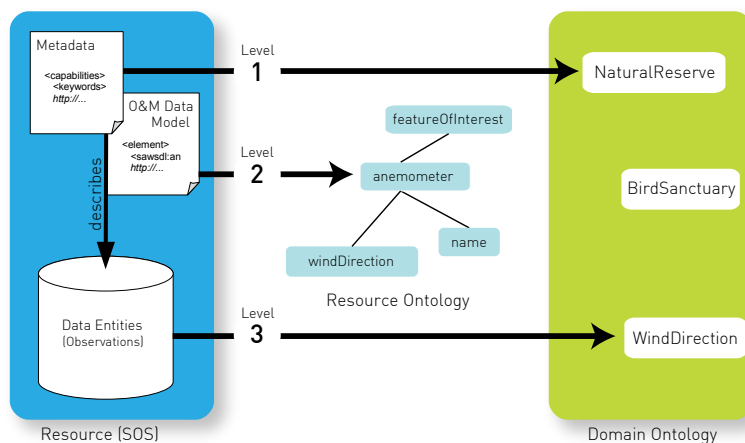 Metadata
<capabilities>
<keywords>
http://...
O&M Data
Model
<element>
<sawsdl:an
http://...
describes
Data Entities
(Observations)
Resource (SOS)
Level
1
Level
2
Level
3
featureOfInterest
anemometer
name
windDirection
Resource Ontology
NaturalReserve
BirdSanctuary
WindDirection
Domain Ontology